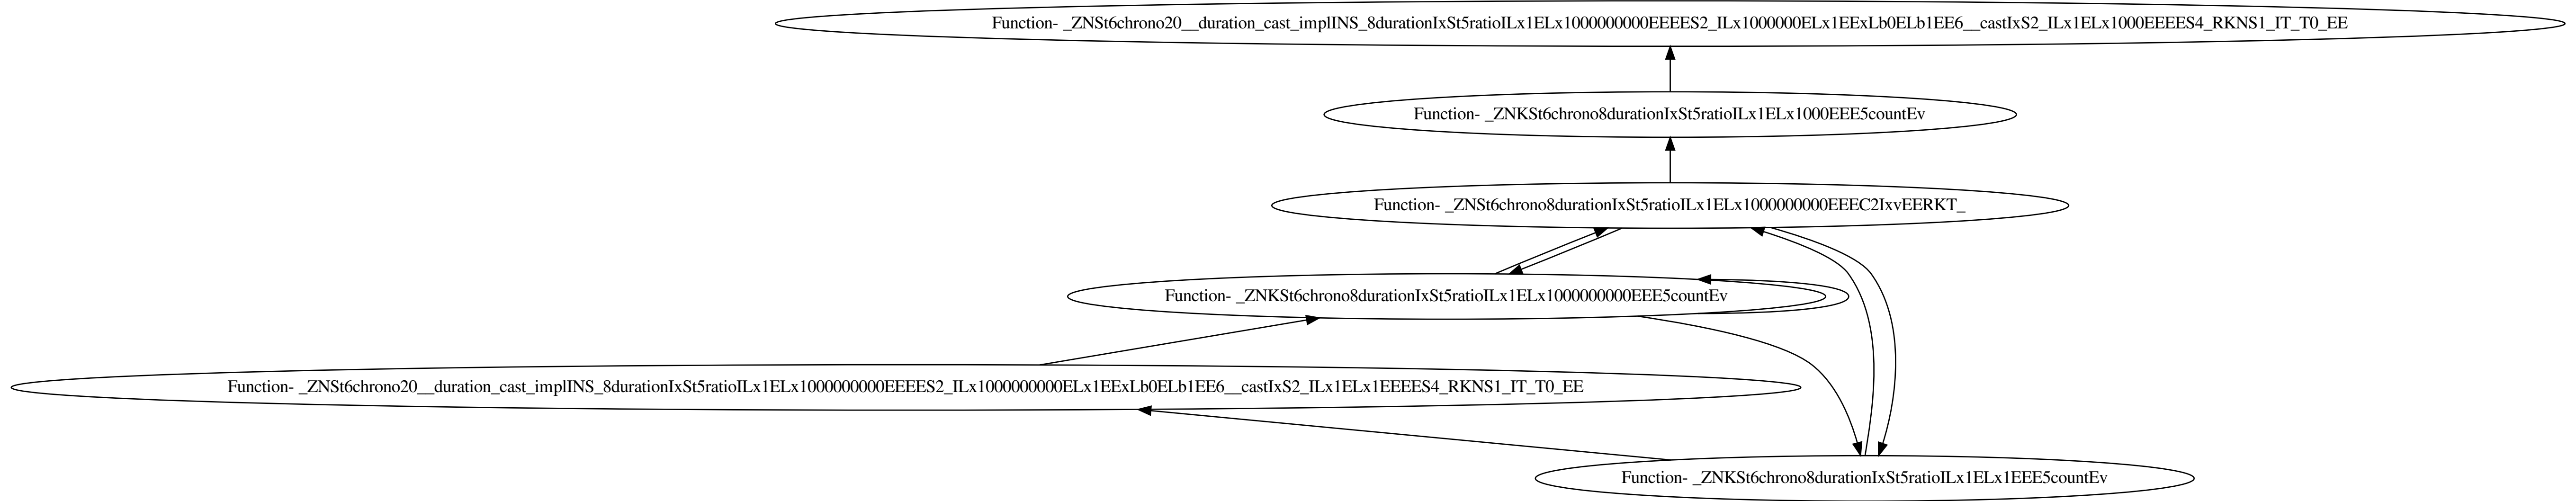 Function- _ZNSt6chrono20__duration_cast_implINS_8durationIxSt5ratioILx1ELx1000000000EEEES2_ILx1000000ELx1EExLb0ELb1EE6__castIxS2_ILx1ELx1000EEEES4_RKNS1_IT_T0_EE
Function- _ZNKSt6chrono8durationIxSt5ratioILx1ELx1000EEE5countEv
Function- _ZNSt6chrono8durationIxSt5ratioILx1ELx1000000000EEEC2IxvEERKT_
Function- _ZNKSt6chrono8durationIxSt5ratioILx1ELx1000000000EEE5countEv
Function- _ZNSt6chrono20__duration_cast_implINS_8durationIxSt5ratioILx1ELx1000000000EEEES2_ILx1000000000ELx1EExLb0ELb1EE6__castIxS2_ILx1ELx1EEEES4_RKNS1_IT_T0_EE
Function- _ZNKSt6chrono8durationIxSt5ratioILx1ELx1EEE5countEv